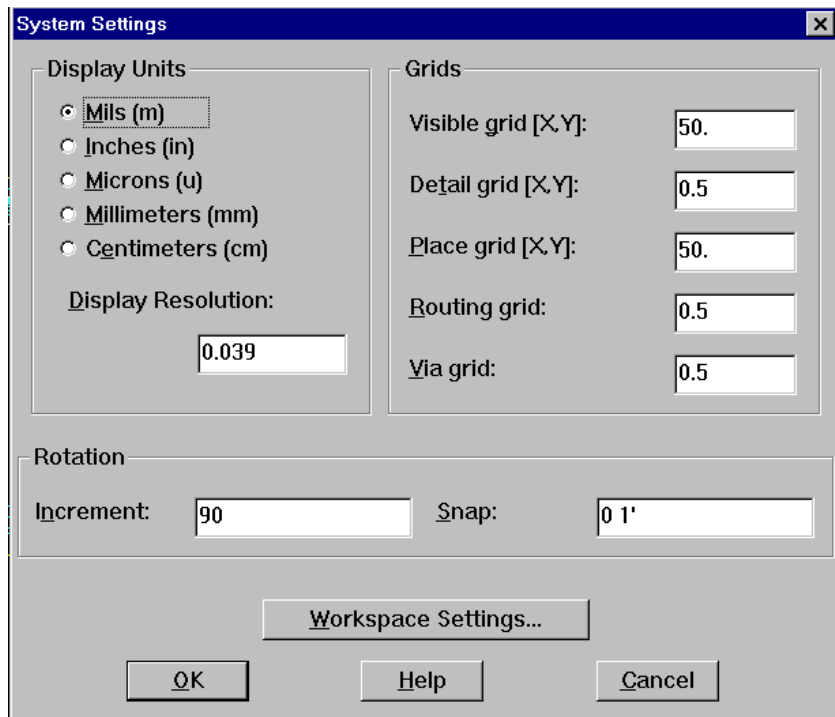 System Settings
Display Units
Mils (m)
Inches (in)
Microns (u)
Millimeters (mm)
Centimeters (cm)
Display Resolution:
0.039
Grids
Visible grid [X,Y]:
50.
Detail grid [X,Y]:
0.5
Place grid [X,Y]:
50.
Routing grid:
0.5
Via grid:
0.5
Rotation
Increment:
90
Snap:
0 1'
Workspace Settings...
OK
Help
Cancel